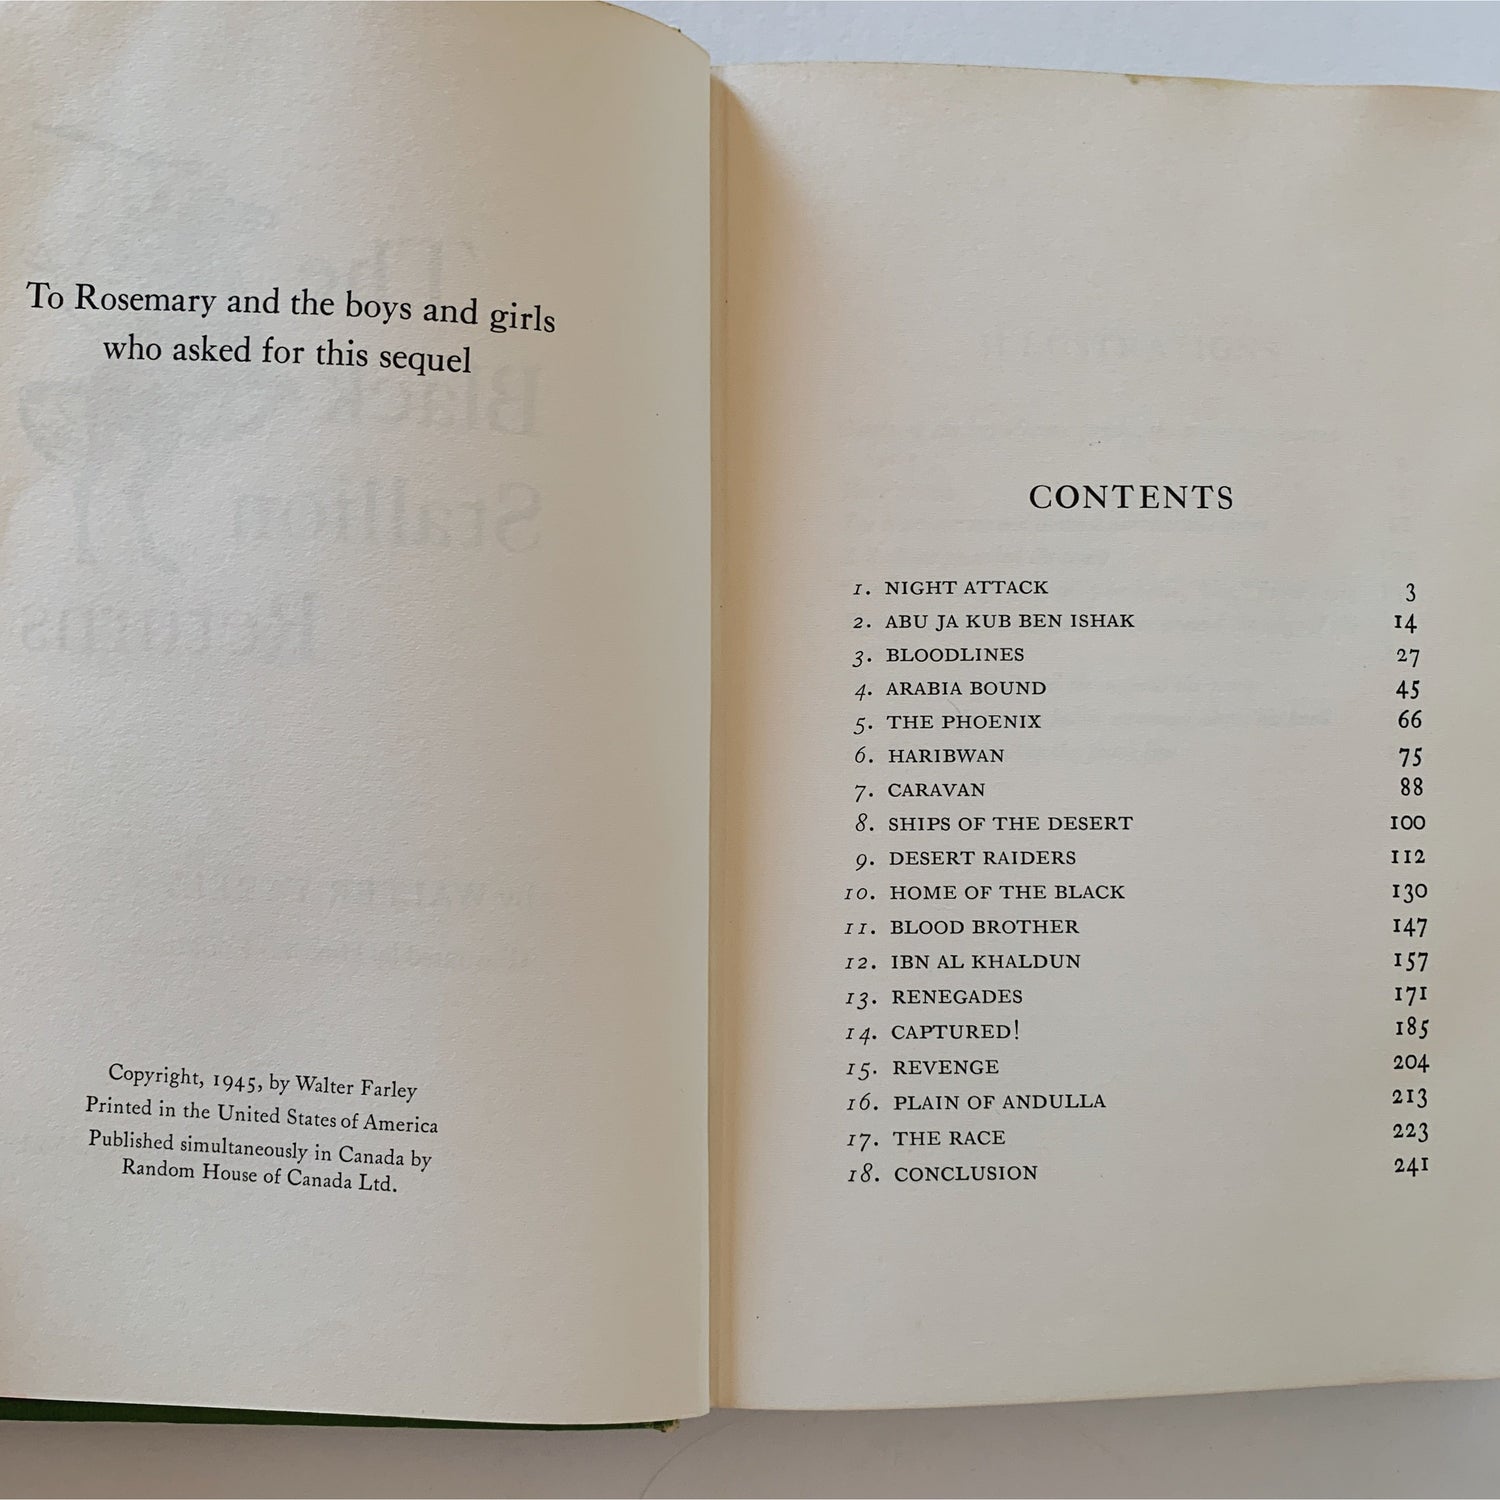 To Rosemary and the boys and girls
who asked for this sequel
Copyright, 1945, by Walter Farley
Printed in the United States of America
Published simultaneously in Canada by
Random House of Canada Ltd.
CONTENTS
1. NIGHT ATTACK 3
2. ABU JA KUB BEN ISHAK 14
3. BLOODLINES 27
4. ARABIA BOUND 45
5. THE PHOENIX 66
6. HARIBWAN 75
7. CARAVAN 88
8. SHIPS OF THE DESERT 100
9. DESERT RAIDERS 112
10. HOME OF THE BLACK 130
11. BLOOD BROTHER 147
12. IBN AL KHALDUN 157
13. RENEGADES 171
14. CAPTURED! 185
15. REVENGE 204
16. PLAIN OF ANDULLA 213
17. THE RACE 223
18. CONCLUSION 241